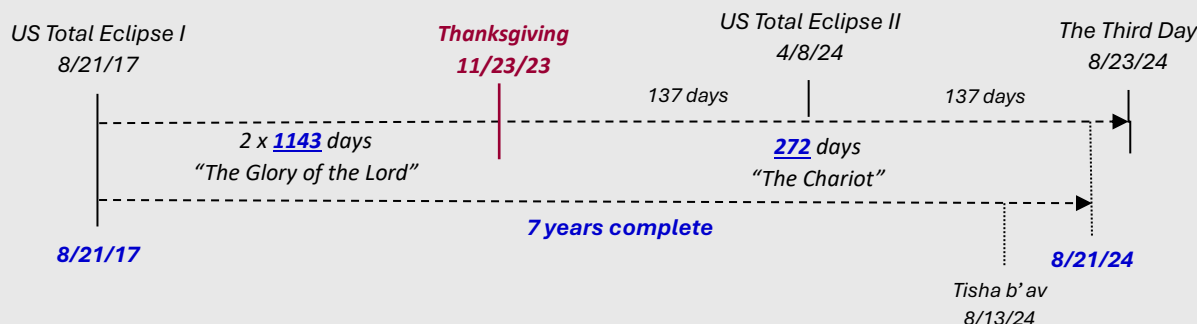 US Total Eclipse I
8/21/17
Thanksgiving
11/23/23
US Total Eclipse II
4/8/24
The Third Day
8/23/24
137 days
137 days
2 x 1143 days
“The Glory of the Lord”
272 days
“The Chariot”
7 years complete
8/21/17
8/21/24
Tisha b’ av
8/13/24